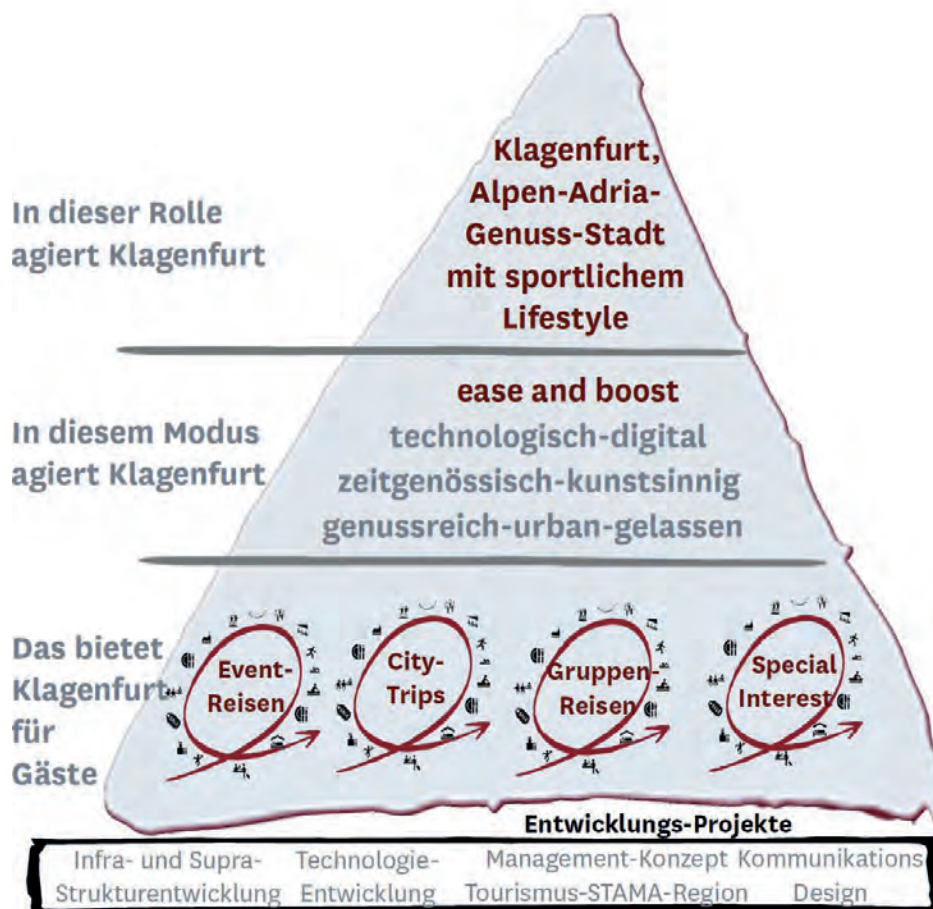 Klagenfurt,
Alpen-Adria-
Genuss-Stadt
mit sportlichem
Lifestyle
In dieser Rolle
agiert Klagenfurt
ease and boost
technologisch-digital
zeitgenössisch-kunstsinnig
genussreich-urban-gelassen
In diesem Modus
agiert Klagenfurt
Das bietet
Klagenfurt
für
Gäste
Event-
Reisen
City-
Trips
Gruppen-
Reisen
Special
Interest
Entwicklungs-Projekte
Infra- und Supra-
Strukturentwicklung
Technologie-
Entwicklung
Management-Konzept
Tourismus-STAMA-Region
Kommunikations
Design